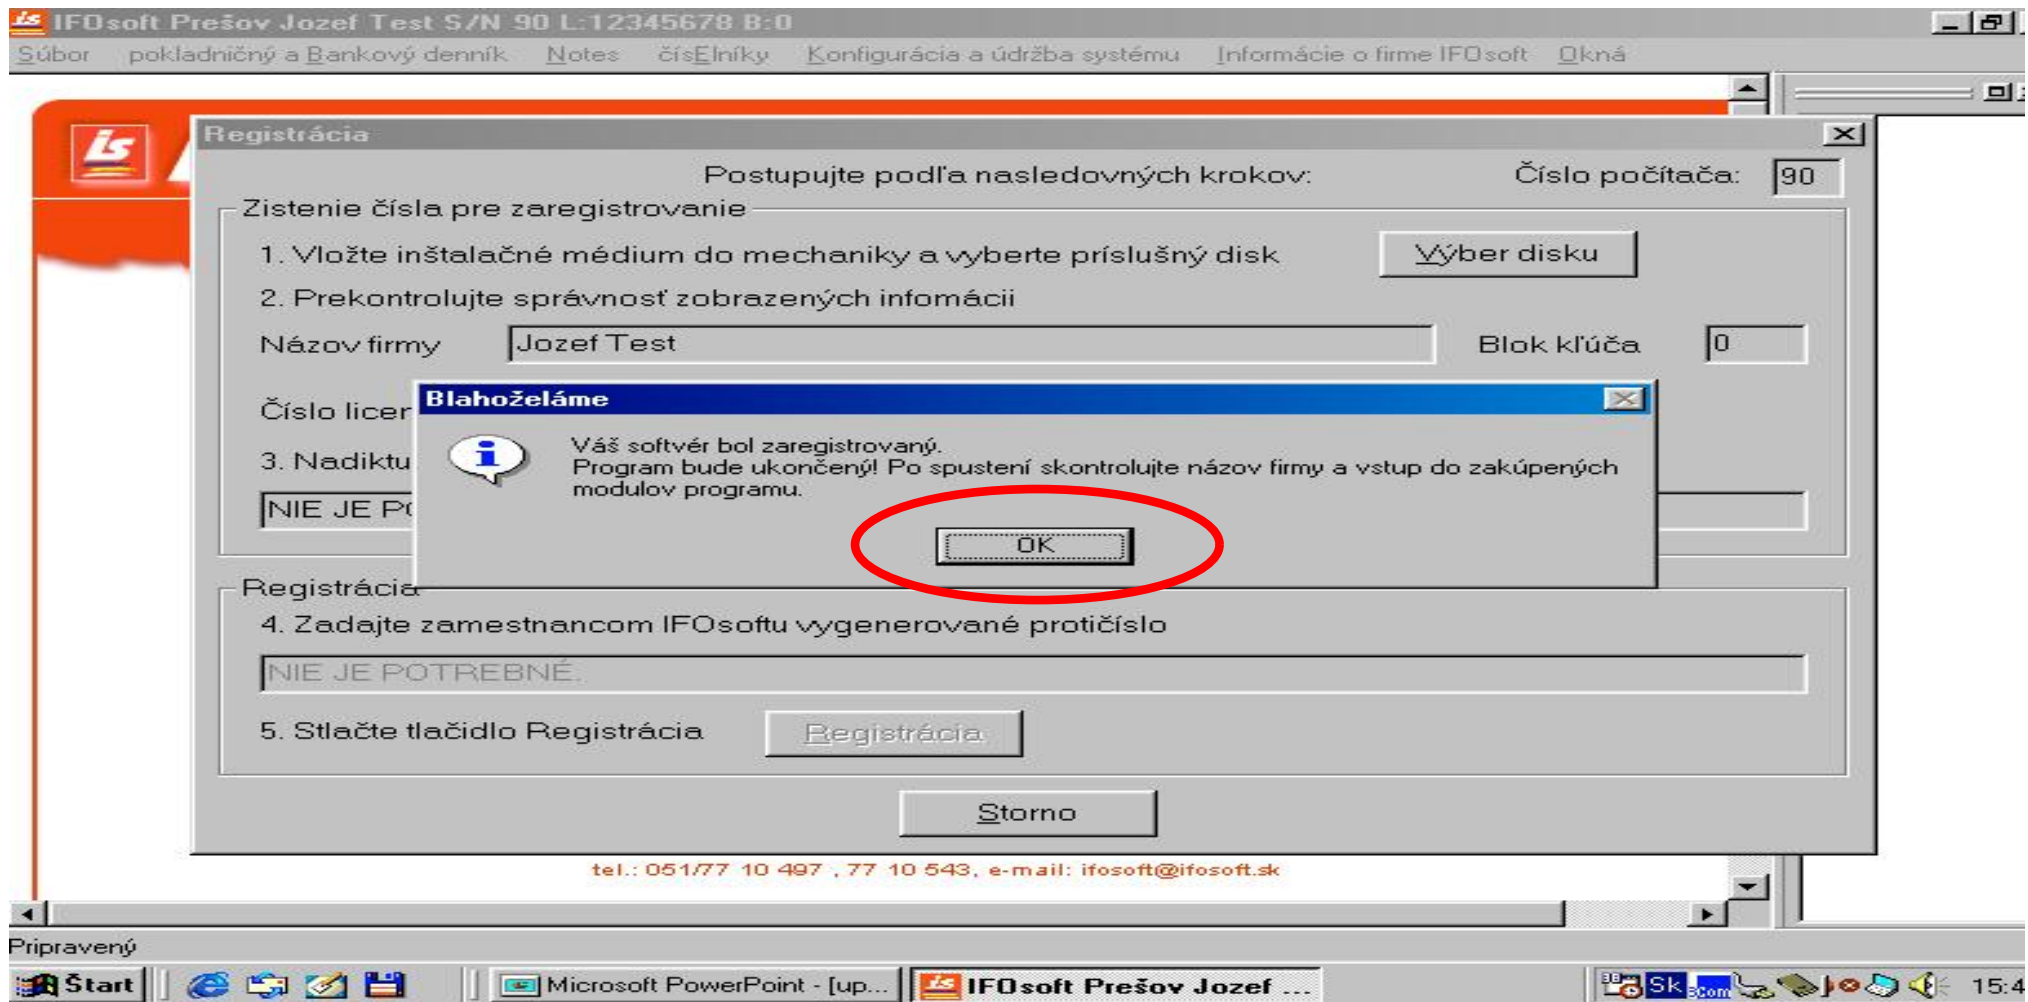 IFOsoft Prešov Jozef Test S/N 90 L:12345678 B:0
Súbor pokladničný a Bankový denník Notes čísElníky Konfigurácia a údržba systému Informácie o firme IFOsoft Okná
is
Registrácia
Postupujte podľa nasledovných krokov: Číslo počítača: 90
Zistenie čísla pre zaregistrovanie
1. Vložte inštalačné médium do mechaniky a vyberte príslušný disk Výber disku
2. Prekontrolujte správnosť zobrazených infomácii
Názov firmy Jozef Test Blok kľúča 0
Číslo licen
Blahoželáme
Váš softvér bol zaregistrovaný.
Program bude ukončený! Po spustení skontrolujte názov firmy a vstup do zakúpených
modulov programu.
OK
3. Nadiktu
NIE JE PO
Registrácia
4. Zadajte zamestnancom IFOsoftu vygenerované protičíslo
NIE JE POTREBNÉ.
5. Stlačte tlačidlo Registrácia Registrácia
Storno
tel.: 051/77 10 497 , 77 10 543, e-mail: ifosoft@ifosoft.sk
Pripravený
Štart Microsoft PowerPoint - [up... IFOsoft Prešov Jozef ... Sk 3com 15:4